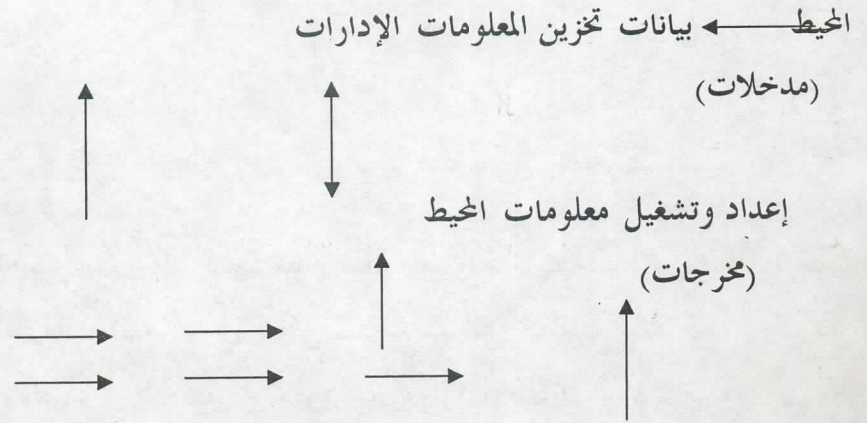 المحيط بيانات تخزين المعلومات الإدارات
(مدخلات)
إعداد وتشغيل معلومات المحيط
(مخرجات)